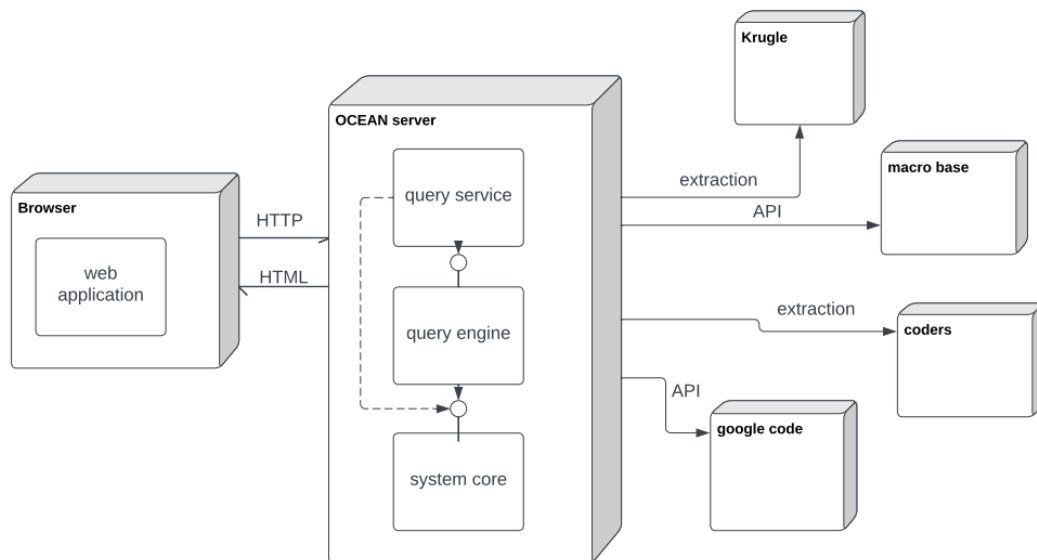 Krugle
OCEAN server
macro base
extraction
query service
API
Browser
HTTP
web
application
HTML
query engine
extraction
coders
API
google code
system core